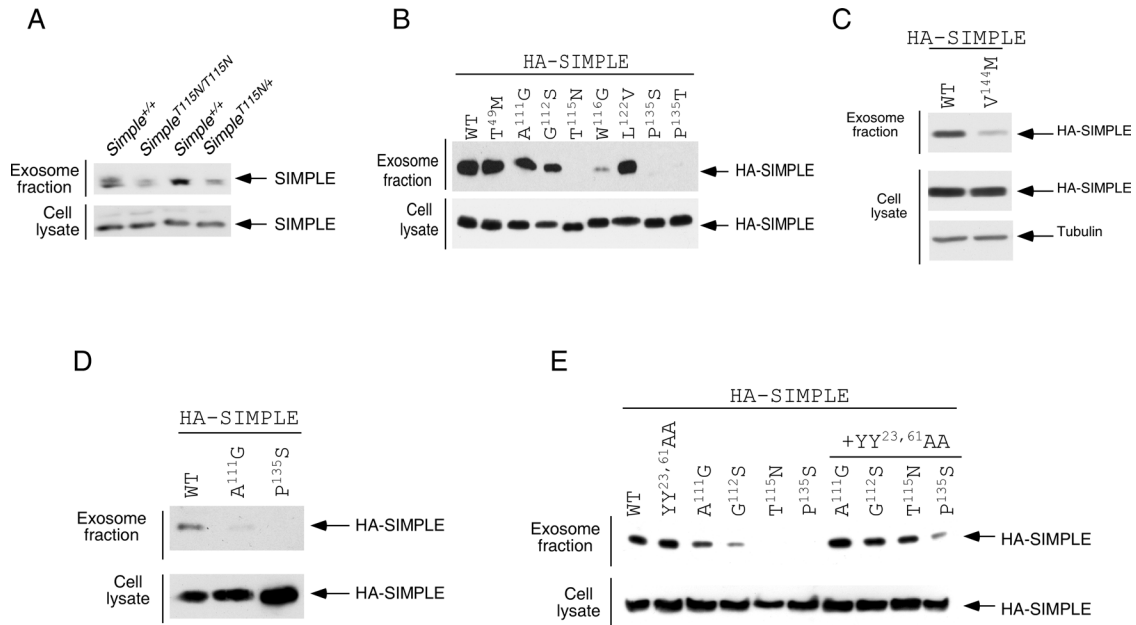 A
Simple+/+
SimpleT115N/T115N
Simple+/+
SimpleT115N/+
Exosome
fraction
SIMPLE
Cell
lysate
SIMPLE
B
HA-SIMPLE
WT
T49M
A111G
G112S
T115N
W116G
L122V
P135S
P135T
Exosome
fraction
HA-SIMPLE
Cell
lysate
HA-SIMPLE
C
HA-SIMPLE
WT
V144M
Exosome
fraction
HA-SIMPLE
Cell
lysate
HA-SIMPLE
Tubulin
D
HA-SIMPLE
WT
A111G
P135S
Exosome
fraction
HA-SIMPLE
Cell
lysate
HA-SIMPLE
E
HA-SIMPLE
+YY23,61AA
WT
YY23,61AA
A111G
G112S
T115N
P135S
A111G
G112S
T115N
P135S
Exosome
fraction
HA-SIMPLE
Cell
lysate
HA-SIMPLE